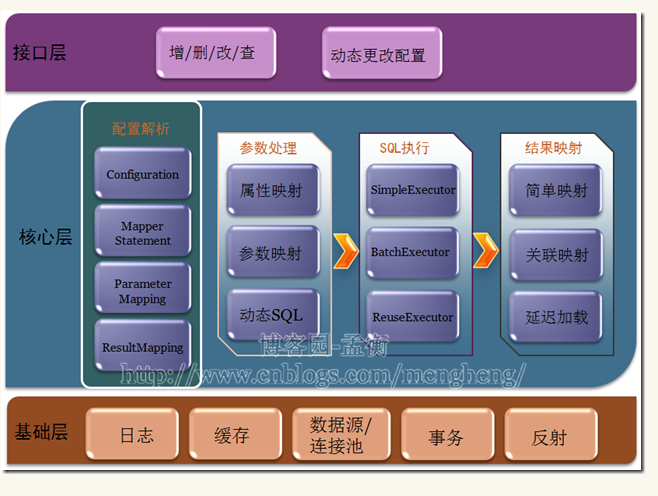 接口层
增/删/改/查
动态更改配置
核心层
配置解析
Configuration
Mapper
Statement
Parameter
Mapping
ResultMapping
参数处理
属性映射
参数映射
动态SQL
SQL执行
SimpleExecutor
BatchExecutor
ReuseExecutor
结果映射
简单映射
关联映射
延迟加载
博客园-孟衡
http://www.cnblogs.com/mengheng/
基础层
日志
缓存
数据源/
连接池
事务
反射